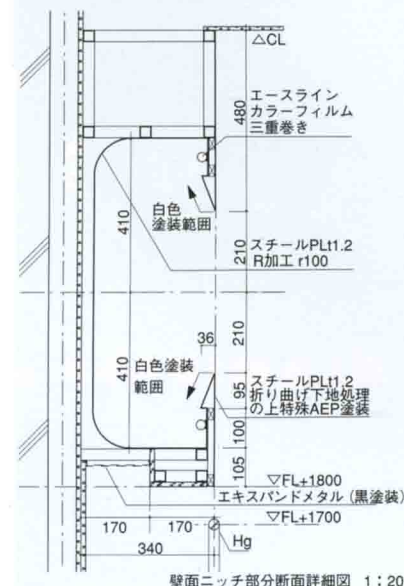 △CL
480
エースライン
カラーフィルム
三重巻き
白色
塗装範囲
410
210
スチールPLt1.2
R加工 r100
210
36
410
白色塗装
範囲
95
スチールPLt1.2
折り曲げ下地処理
の上特殊AEP塗装
100
105
▽FL+1800
エキスパンドメタル (黒塗装)
▽FL+1700
170
170
Hg
340
壁面ニッチ部分断面詳細図 1:20